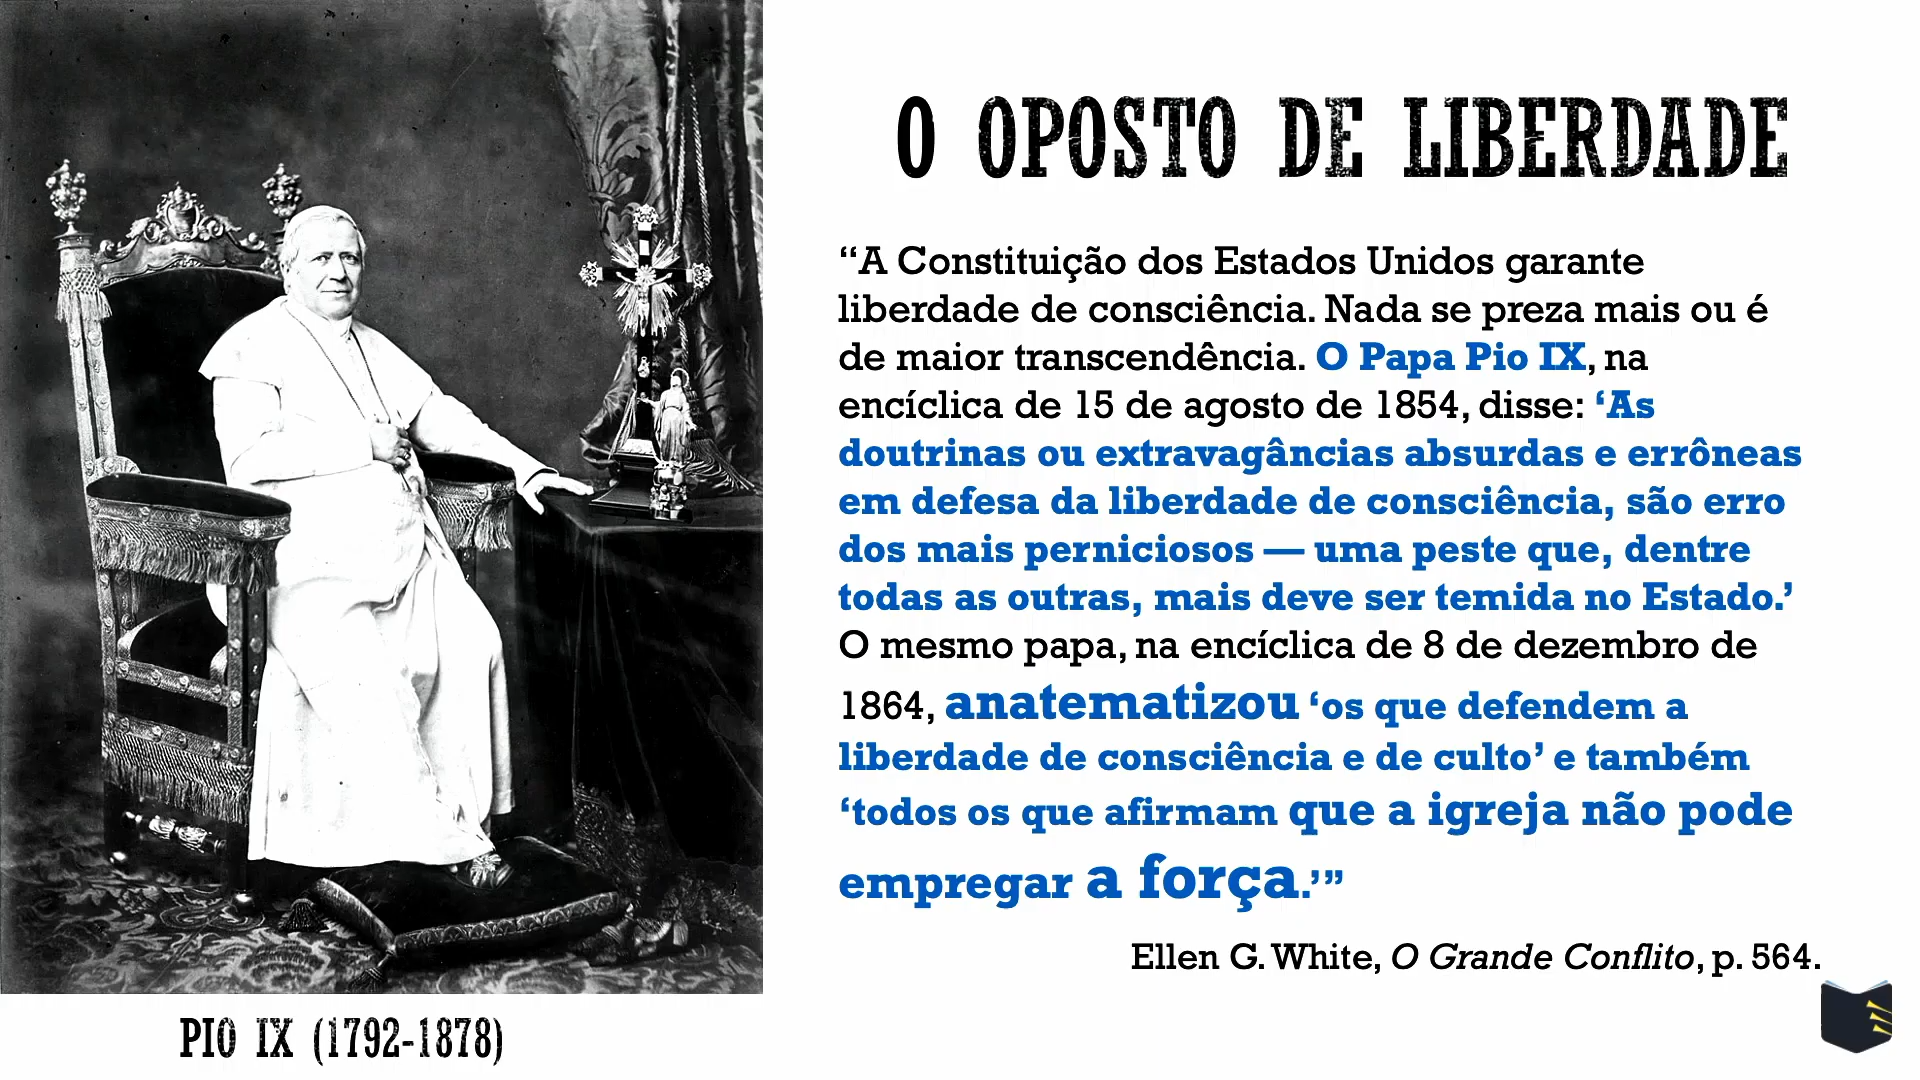 O OPOSTO DE LIBERDADE
“A Constituição dos Estados Unidos garante
liberdade de consciência. Nada se preza mais ou é
de maior transcendência. O Papa Pio IX, na
encíclica de 15 de agosto de 1854, disse: ‘As
doutrinas ou extravagâncias absurdas e errôneas
em defesa da liberdade de consciência, são erro
dos mais perniciosos — uma peste que, dentre
todas as outras, mais deve ser temida no Estado.’
O mesmo papa, na encíclica de 8 de dezembro de
1864, anatematizou ‘os que defendem a
liberdade de consciência e de culto’ e também
‘todos os que afirmam que a igreja não pode
empregar a força.’”
Ellen G. White, O Grande Conflito, p. 564.
PIO IX (1792-1878)